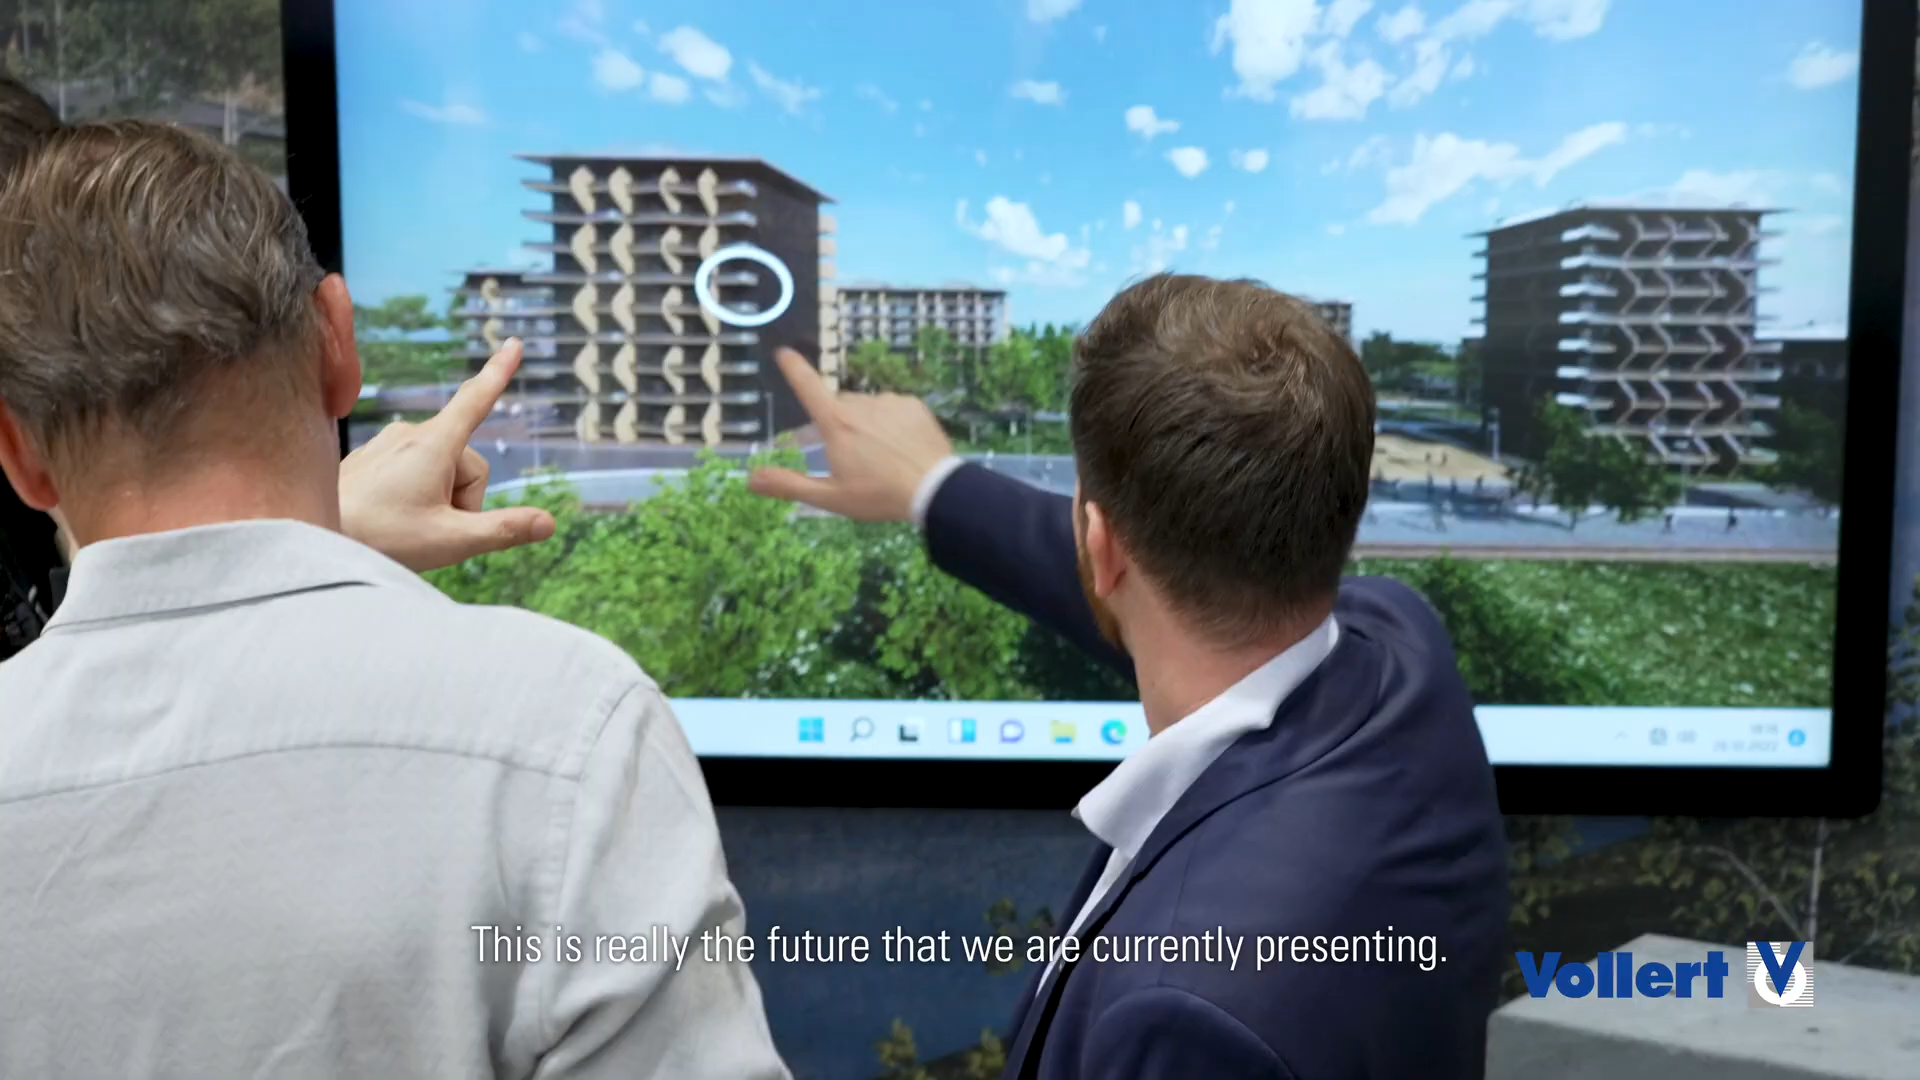 This is really the future that we are currently presenting.
Vollert